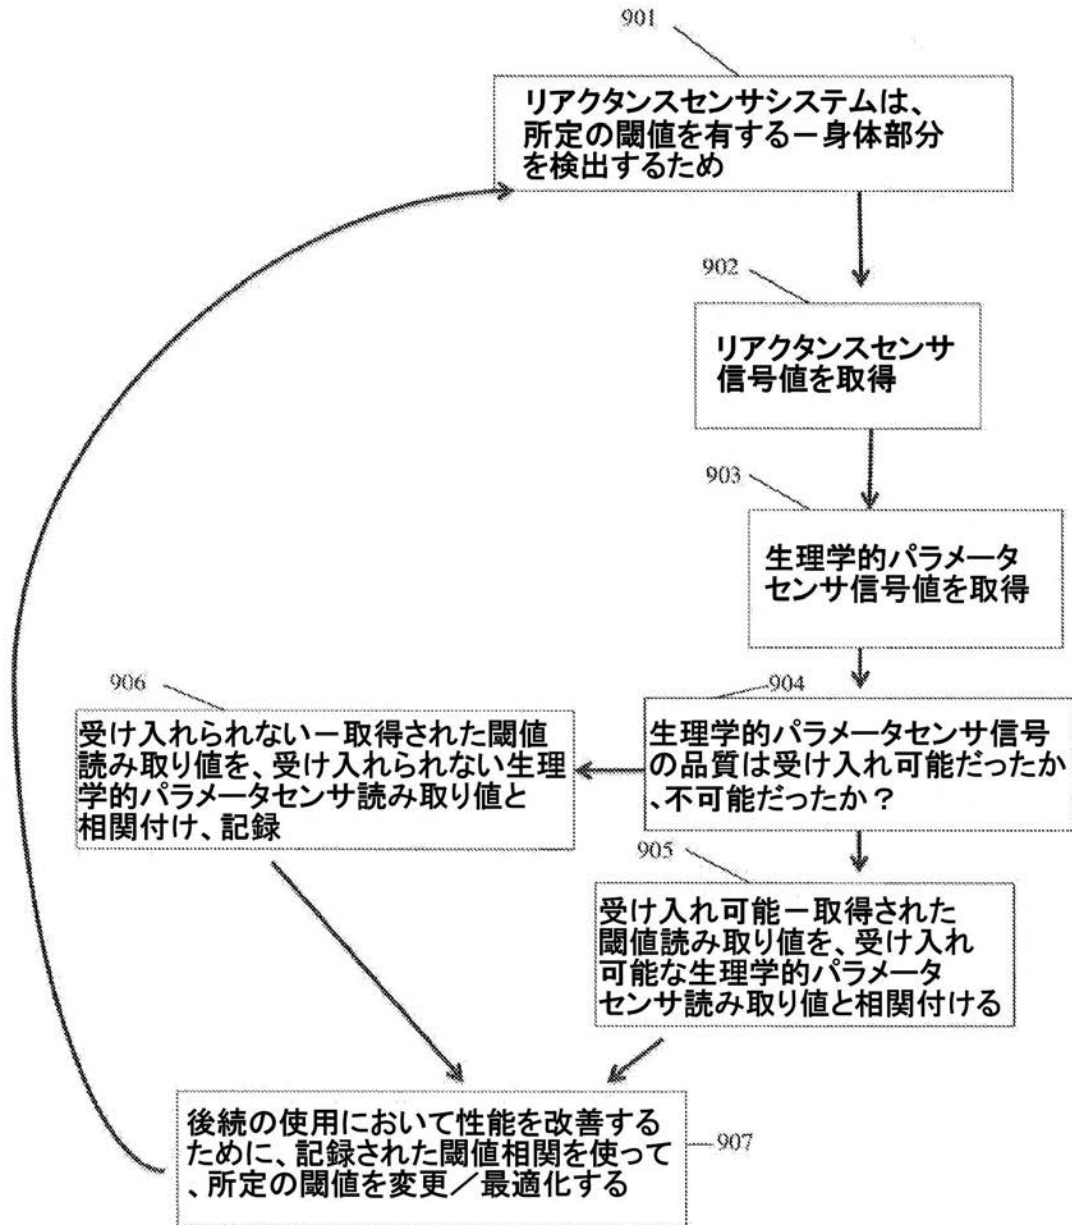 901
リアクタンスセンサシステムは、
所定の閾値を有する－身体部分
を検出するため
902
リアクタンスセンサ
信号値を取得
903
生理学的パラメータ
センサ信号値を取得
904
生理学的パラメータセンサ信号
の品質は受け入れ可能だったか
、不可能だったか？
906
受け入れられない－取得された閾値
読み取り値を、受け入れられない生理
学的パラメータセンサ読み取り値と
相関付け、記録
905
受け入れ可能－取得された
閾値読み取り値を、受け入れ
可能な生理学的パラメータ
センサ読み取り値と相関付ける
後続の使用において性能を改善する
ために、記録された閾値相関を使って
、所定の閾値を変更／最適化する
907